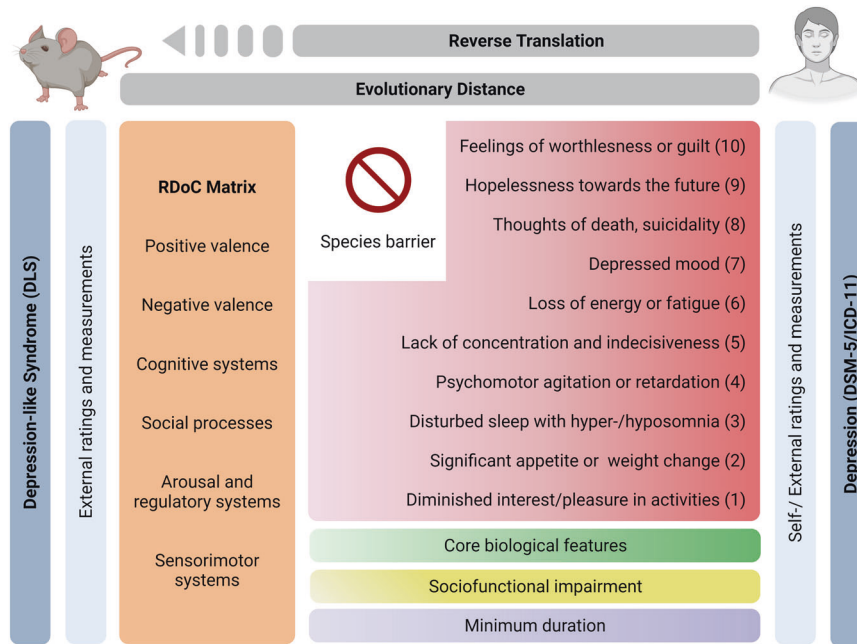 Reverse Translation
Evolutionary Distance
Depression-like Syndrome (DLS)
External ratings and measurements
RDoC Matrix
Positive valence
Negative valence
Cognitive systems
Social processes
Arousal and
regulatory systems
Sensorimotor
systems
Species barrier
Feelings of worthlesness or guilt (10)
Hopelessness towards the future (9)
Thoughts of death, suicidality (8)
Depressed mood (7)
Loss of energy or fatigue (6)
Lack of concentration and indecisiveness (5)
Psychomotor agitation or retardation (4)
Disturbed sleep with hyper-/hyposomnia (3)
Significant appetite or weight change (2)
Diminished interest/pleasure in activities (1)
Core biological features
Sociofunctional impairment
Minimum duration
Self-/ External ratings and measurements
Depression (DSM-5/ICD-11)